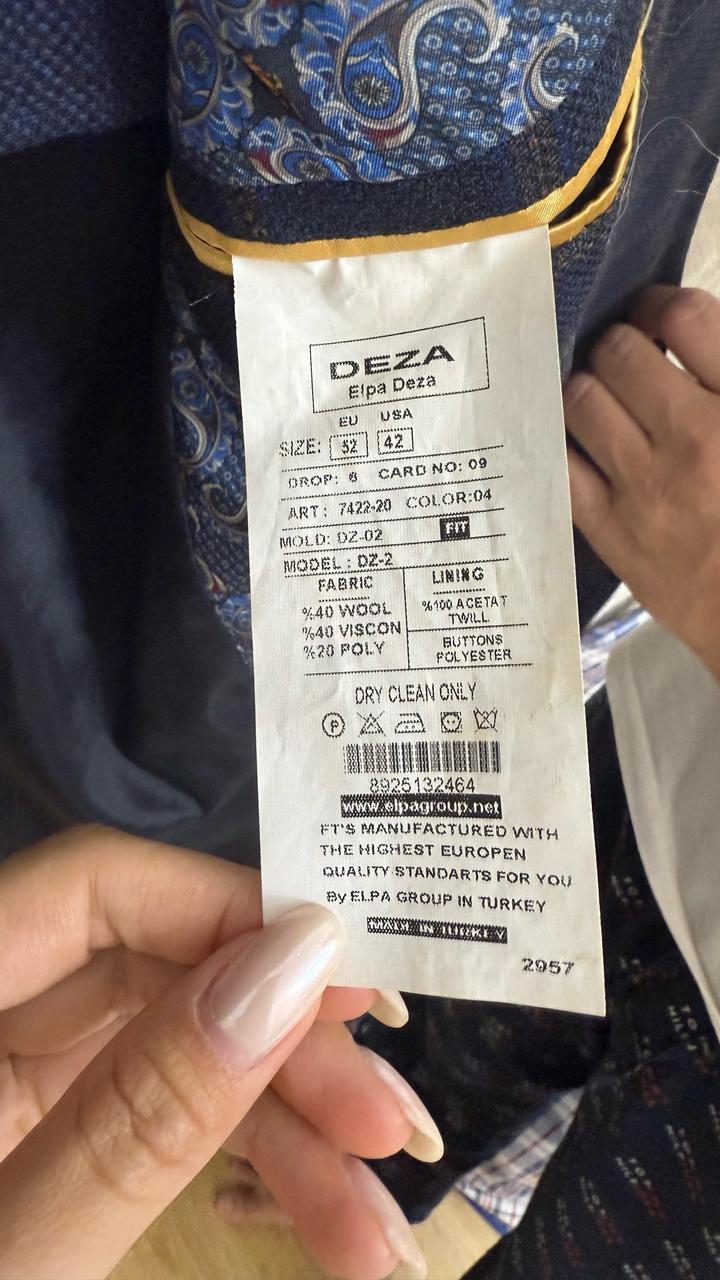 DEZA
Elpa Deza
EU USA
SIZE: 52 42
DROP: 6 CARD NO: 09
ART: 7422-20 COLOR:04
MOLD: DZ-02 FIT
MODEL : DZ-2
FABRIC
%40 WOOL
%40 VISCON
%20 POLY
LINING
%100 ACETAT
TWILL
BUTTONS
POLYESTER
DRY CLEAN ONLY
P
8925132464
www.elpagroup.net
FT'S MANUFACTURED WITH
THE HIGHEST EUROPEN
QUALITY STANDARTS FOR YOU
By ELPA GROUP IN TURKEY
MADE IN TURKEY
2957